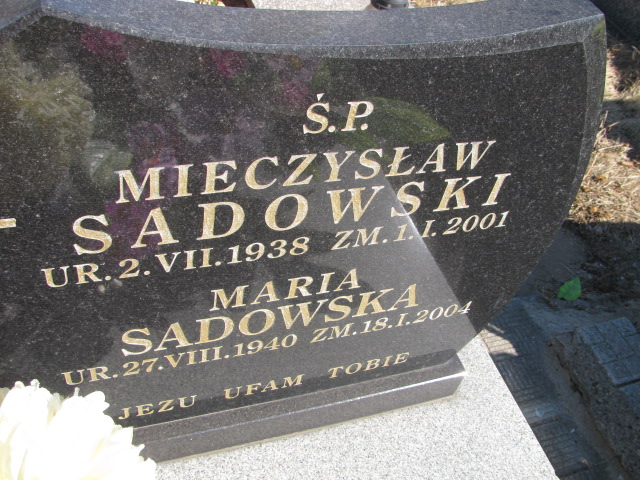 Ś.P.
MIECZYSŁAW
SADOWSKI
UR.2.VII.1938 ZM.1.I.2001
MARIA
SADOWSKA
UR.27.VIII.1940 ZM.18.I.2004
JEZU UFAM TOBIE